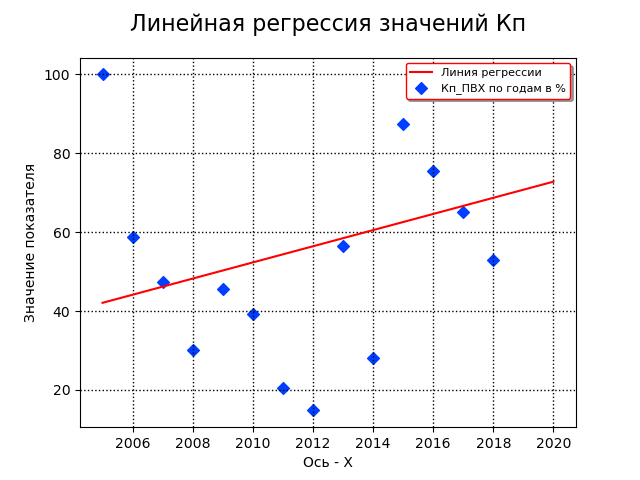 Линейная регрессия значений Кп
Линия регрессии
Кп_ПВХ по годам в %
Значение показателя
100
80
60
40
20
2006 2008 2010 2012 2014 2016 2018 2020
Ось - X